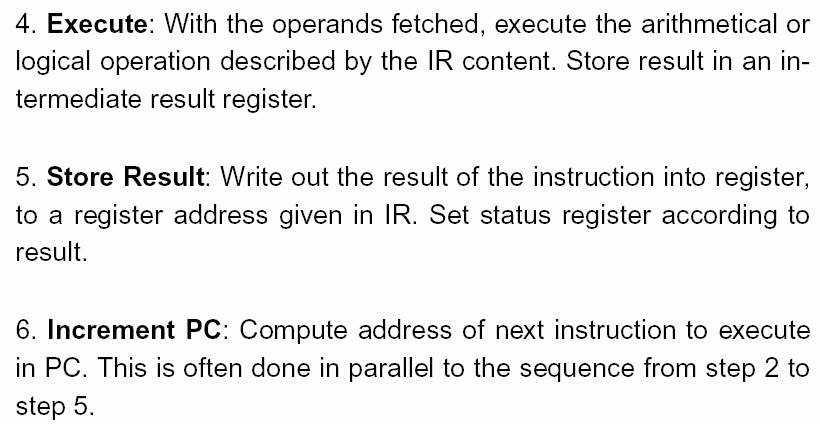 4. Execute: With the operands fetched, execute the arithmetical or
logical operation described by the IR content. Store result in an in-
termediate result register.
5. Store Result: Write out the result of the instruction into register,
to a register address given in IR. Set status register according to
result.
6. Increment PC: Compute address of next instruction to execute
in PC. This is often done in parallel to the sequence from step 2 to
step 5.